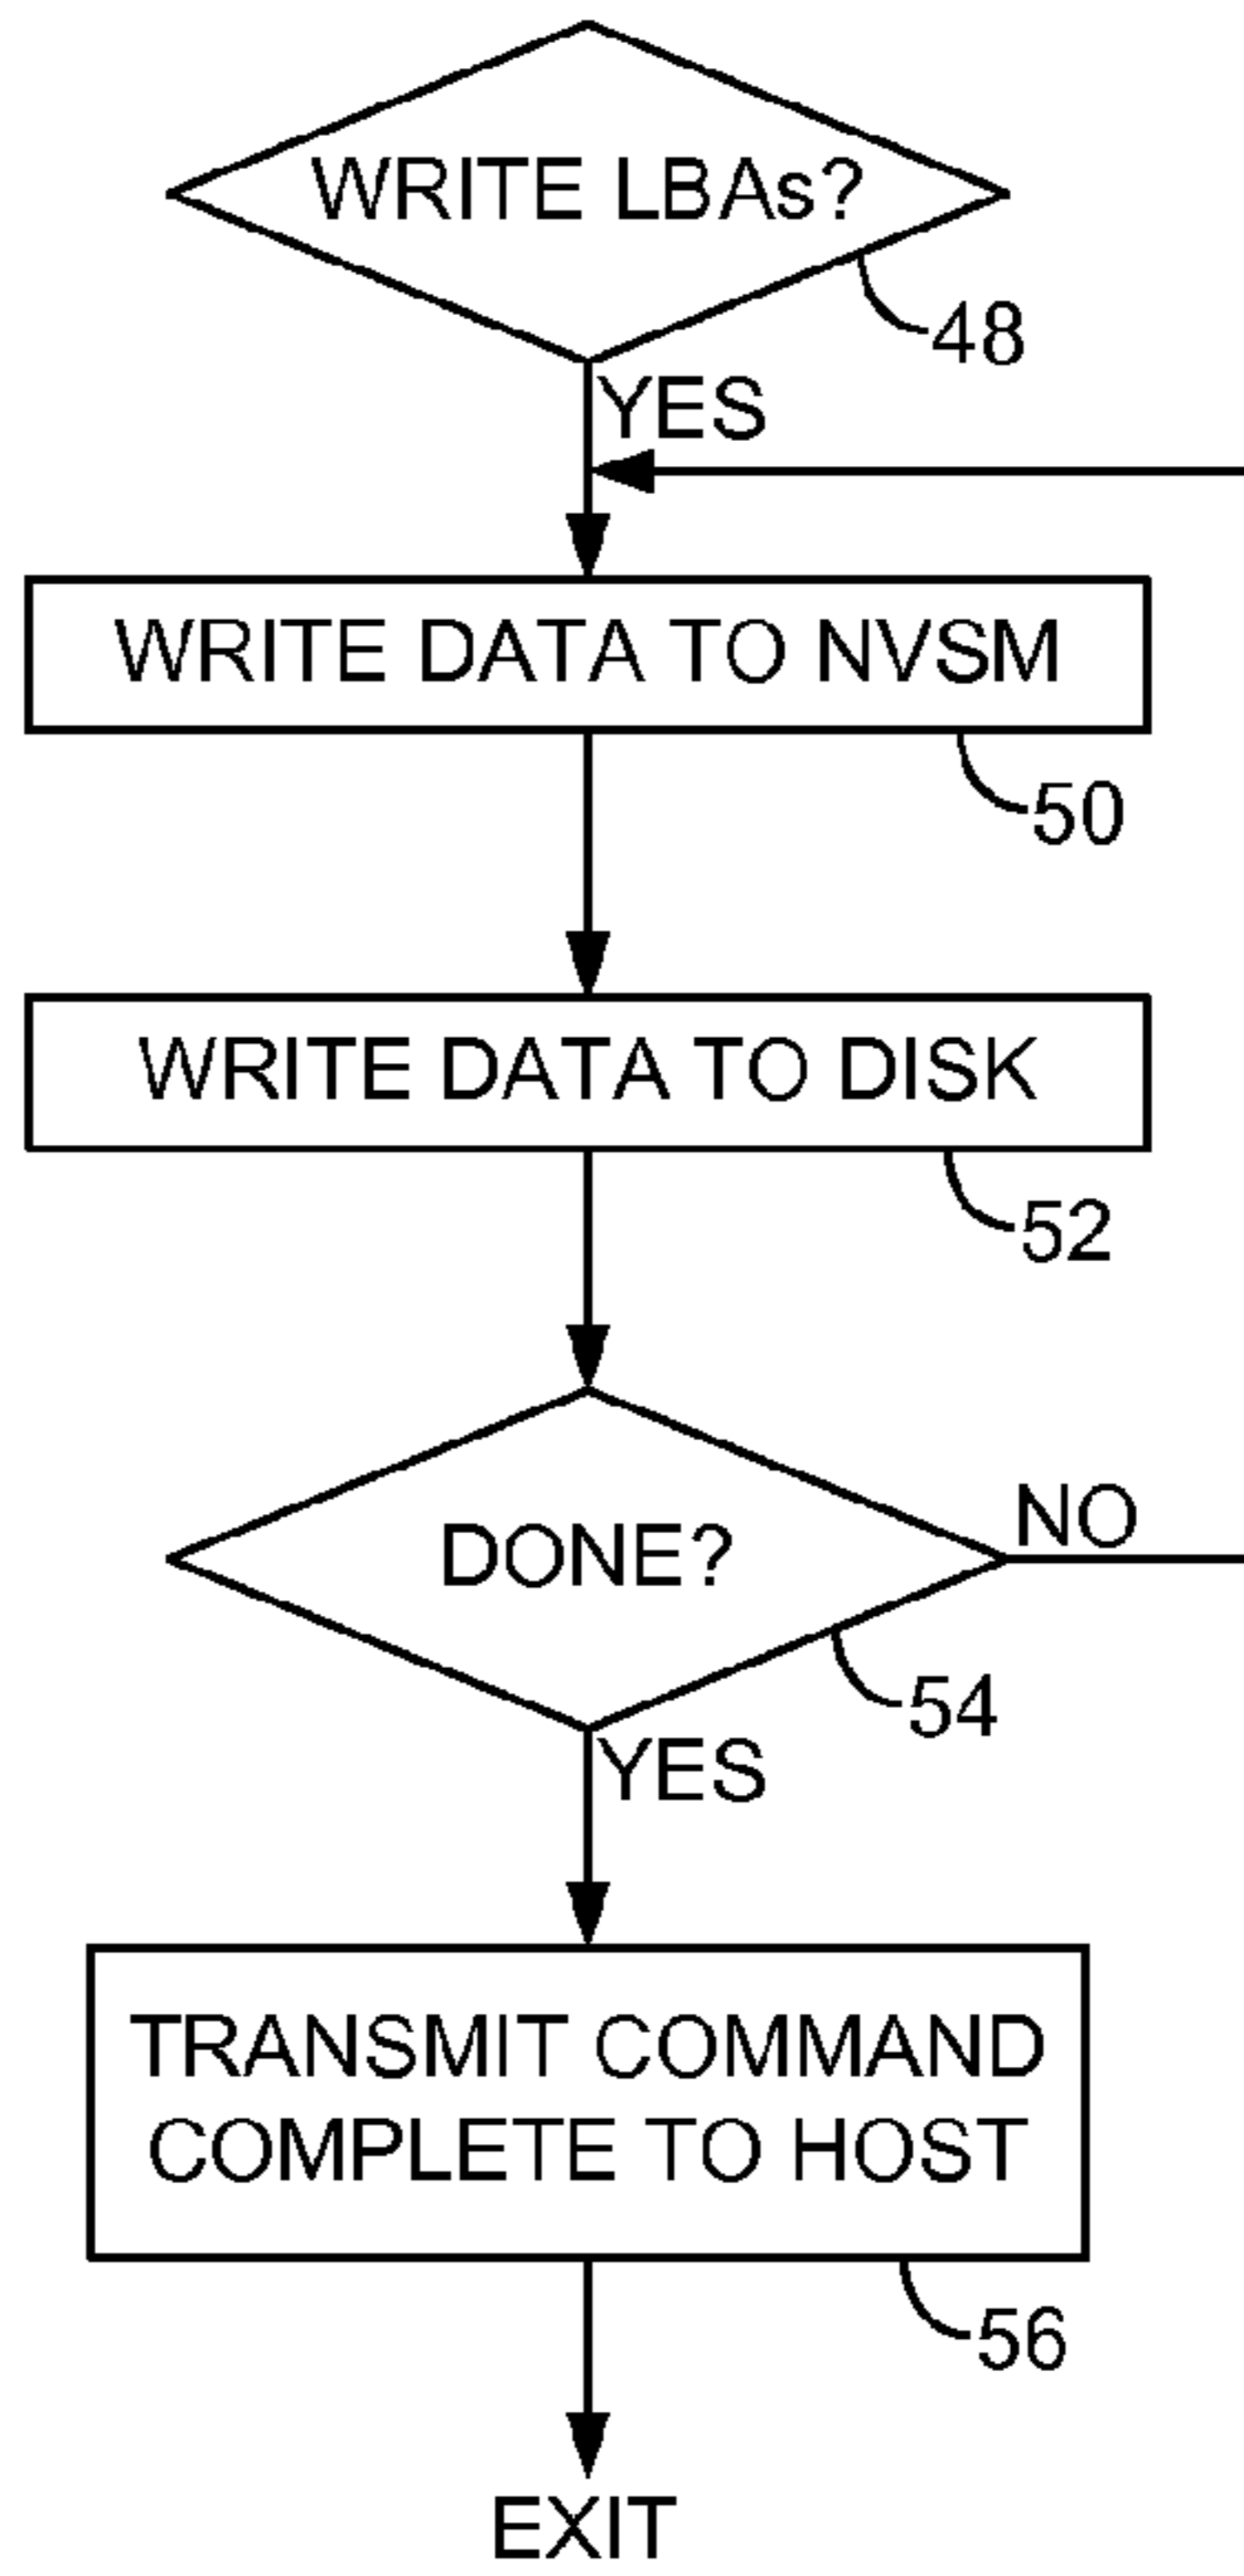 WRITE LBAs?
48
YES
WRITE DATA TO NVSM
50
WRITE DATA TO DISK
52
DONE?
NO
54
YES
TRANSMIT COMMAND
COMPLETE TO HOST
56
EXIT